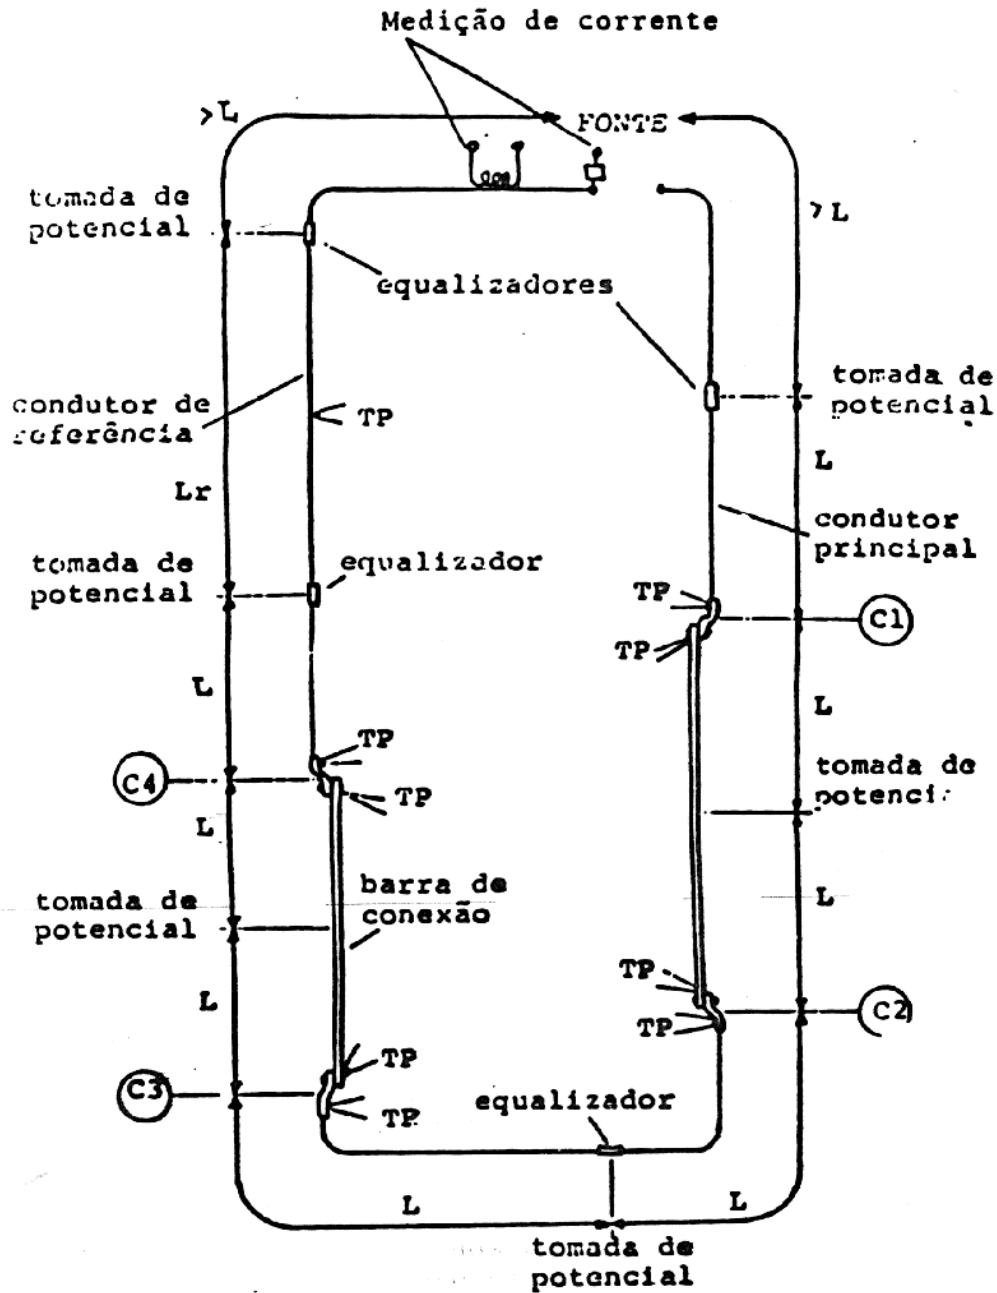 Medição de corrente
>L
FONTE
tomada de
potencial
>L
equalizadores
tomada de
potencial
condutor de
referência
TP
L
Lr
condutor
principal
tomada de
potencial
equalizador
TP
C1
TP
L
L
TP
C4
tomada de
TP
L
barra de
conexão
tomada de
potencial
L
TP
L
C2
TP
TP
C3
equalizador
TP
L
L
tomada de
potencial